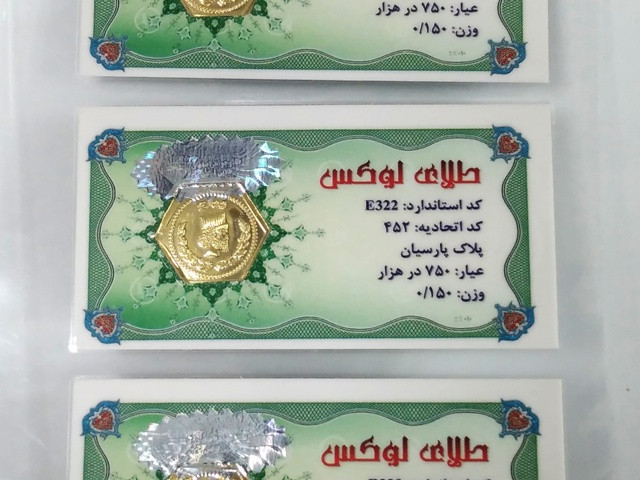 عیار: ۷۵۰ در هزار
وزن: ۰/۱۵۰
طلای لوکس
کد استاندارد: E322
کد اتحادیه: ۴۵۲
پلاک پارسیان
عیار: ۷۵۰ در هزار
وزن: ۰/۱۵۰
طلای لوکس